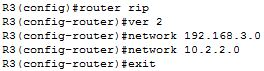 R3(config)#router rip
R3(config-router)#ver 2
R3(config-router)#network 192.168.3.0
R3(config-router)#network 10.2.2.0
R3(config-router)#exit